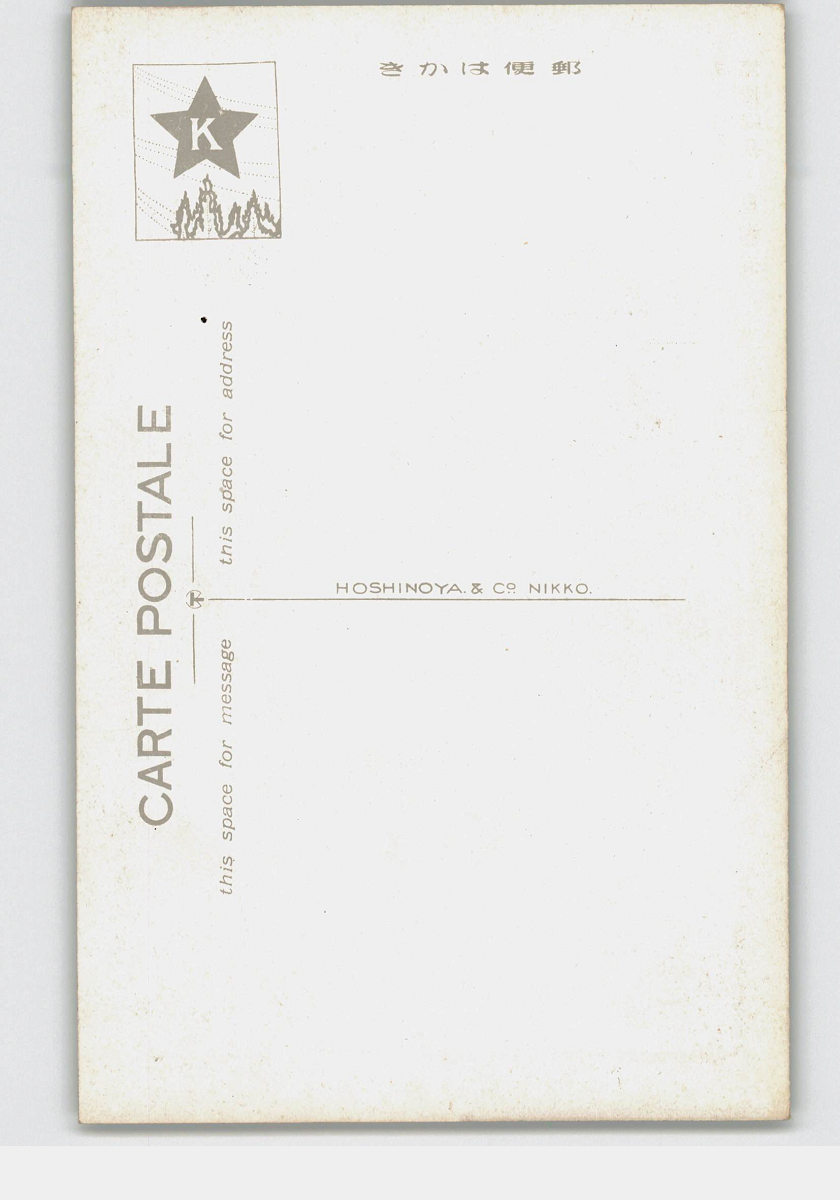 きかは便郵
K
CARTE POSTALE
this space for address
this space for message
K
HOSHINOYA. & Cº. NIKKO.